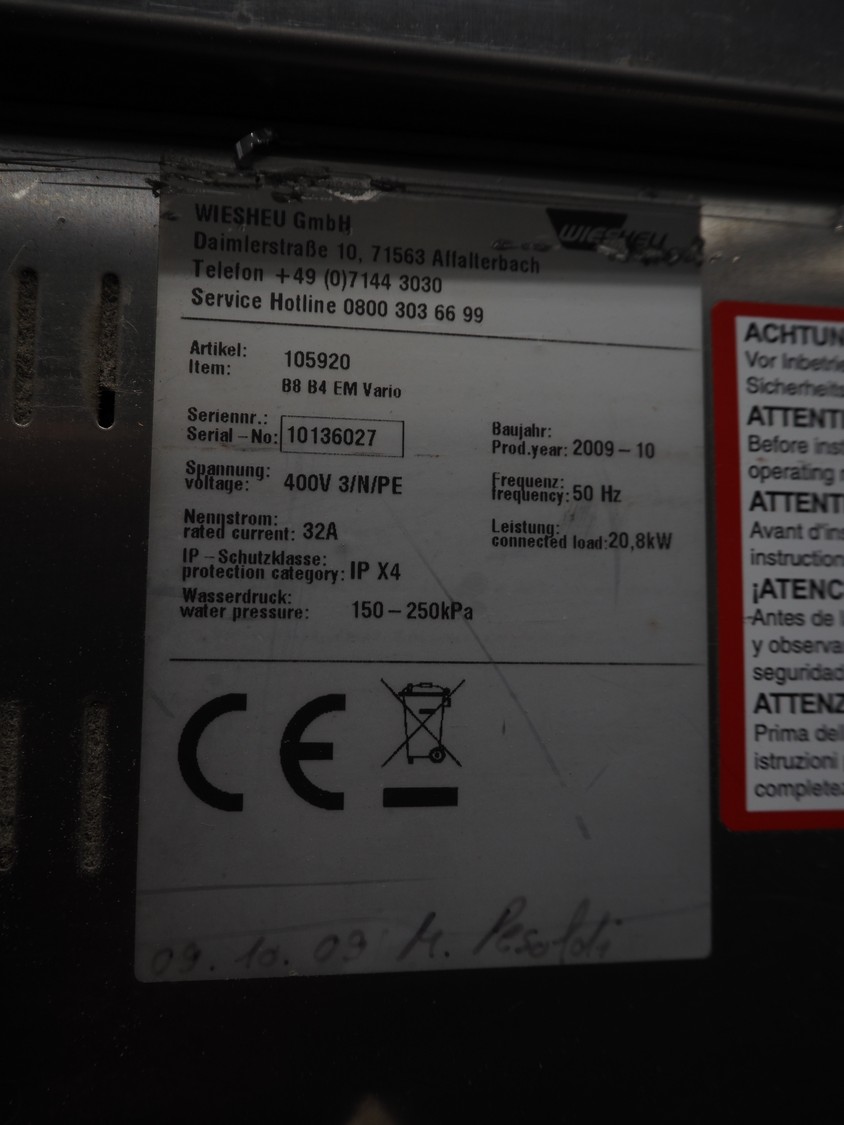 WIESHEU GmbH
WIESHEU
Daimlerstraße 10, 71563 Affalterbach
Telefon +49 (0)7144 3030
Service Hotline 0800 303 66 99
Artikel:
Item: 105920
B8 B4 EM Vario
Seriennr.:
Serial-No: 10136027
Baujahr:
Prod.year: 2009-10
Spannung:
voltage: 400V 3/N/PE
Frequenz:
frequency: 50 Hz
Nennstrom:
rated current: 32A
Leistung:
connected load: 20,8kW
IP-Schutzklasse:
protection category: IP X4
Wasserdruck:
water pressure: 150-250kPa
CE
09.10.09 M.
ACHTUN
Vor Inbetrie
Sicherheits
ATTENTI
Before inst
operating
ATTENT
Avant d'ins
instruction
¡ATENC
Antes de l
y observa
seguridad
ATTENZ
Prima del
istruzioni
completez